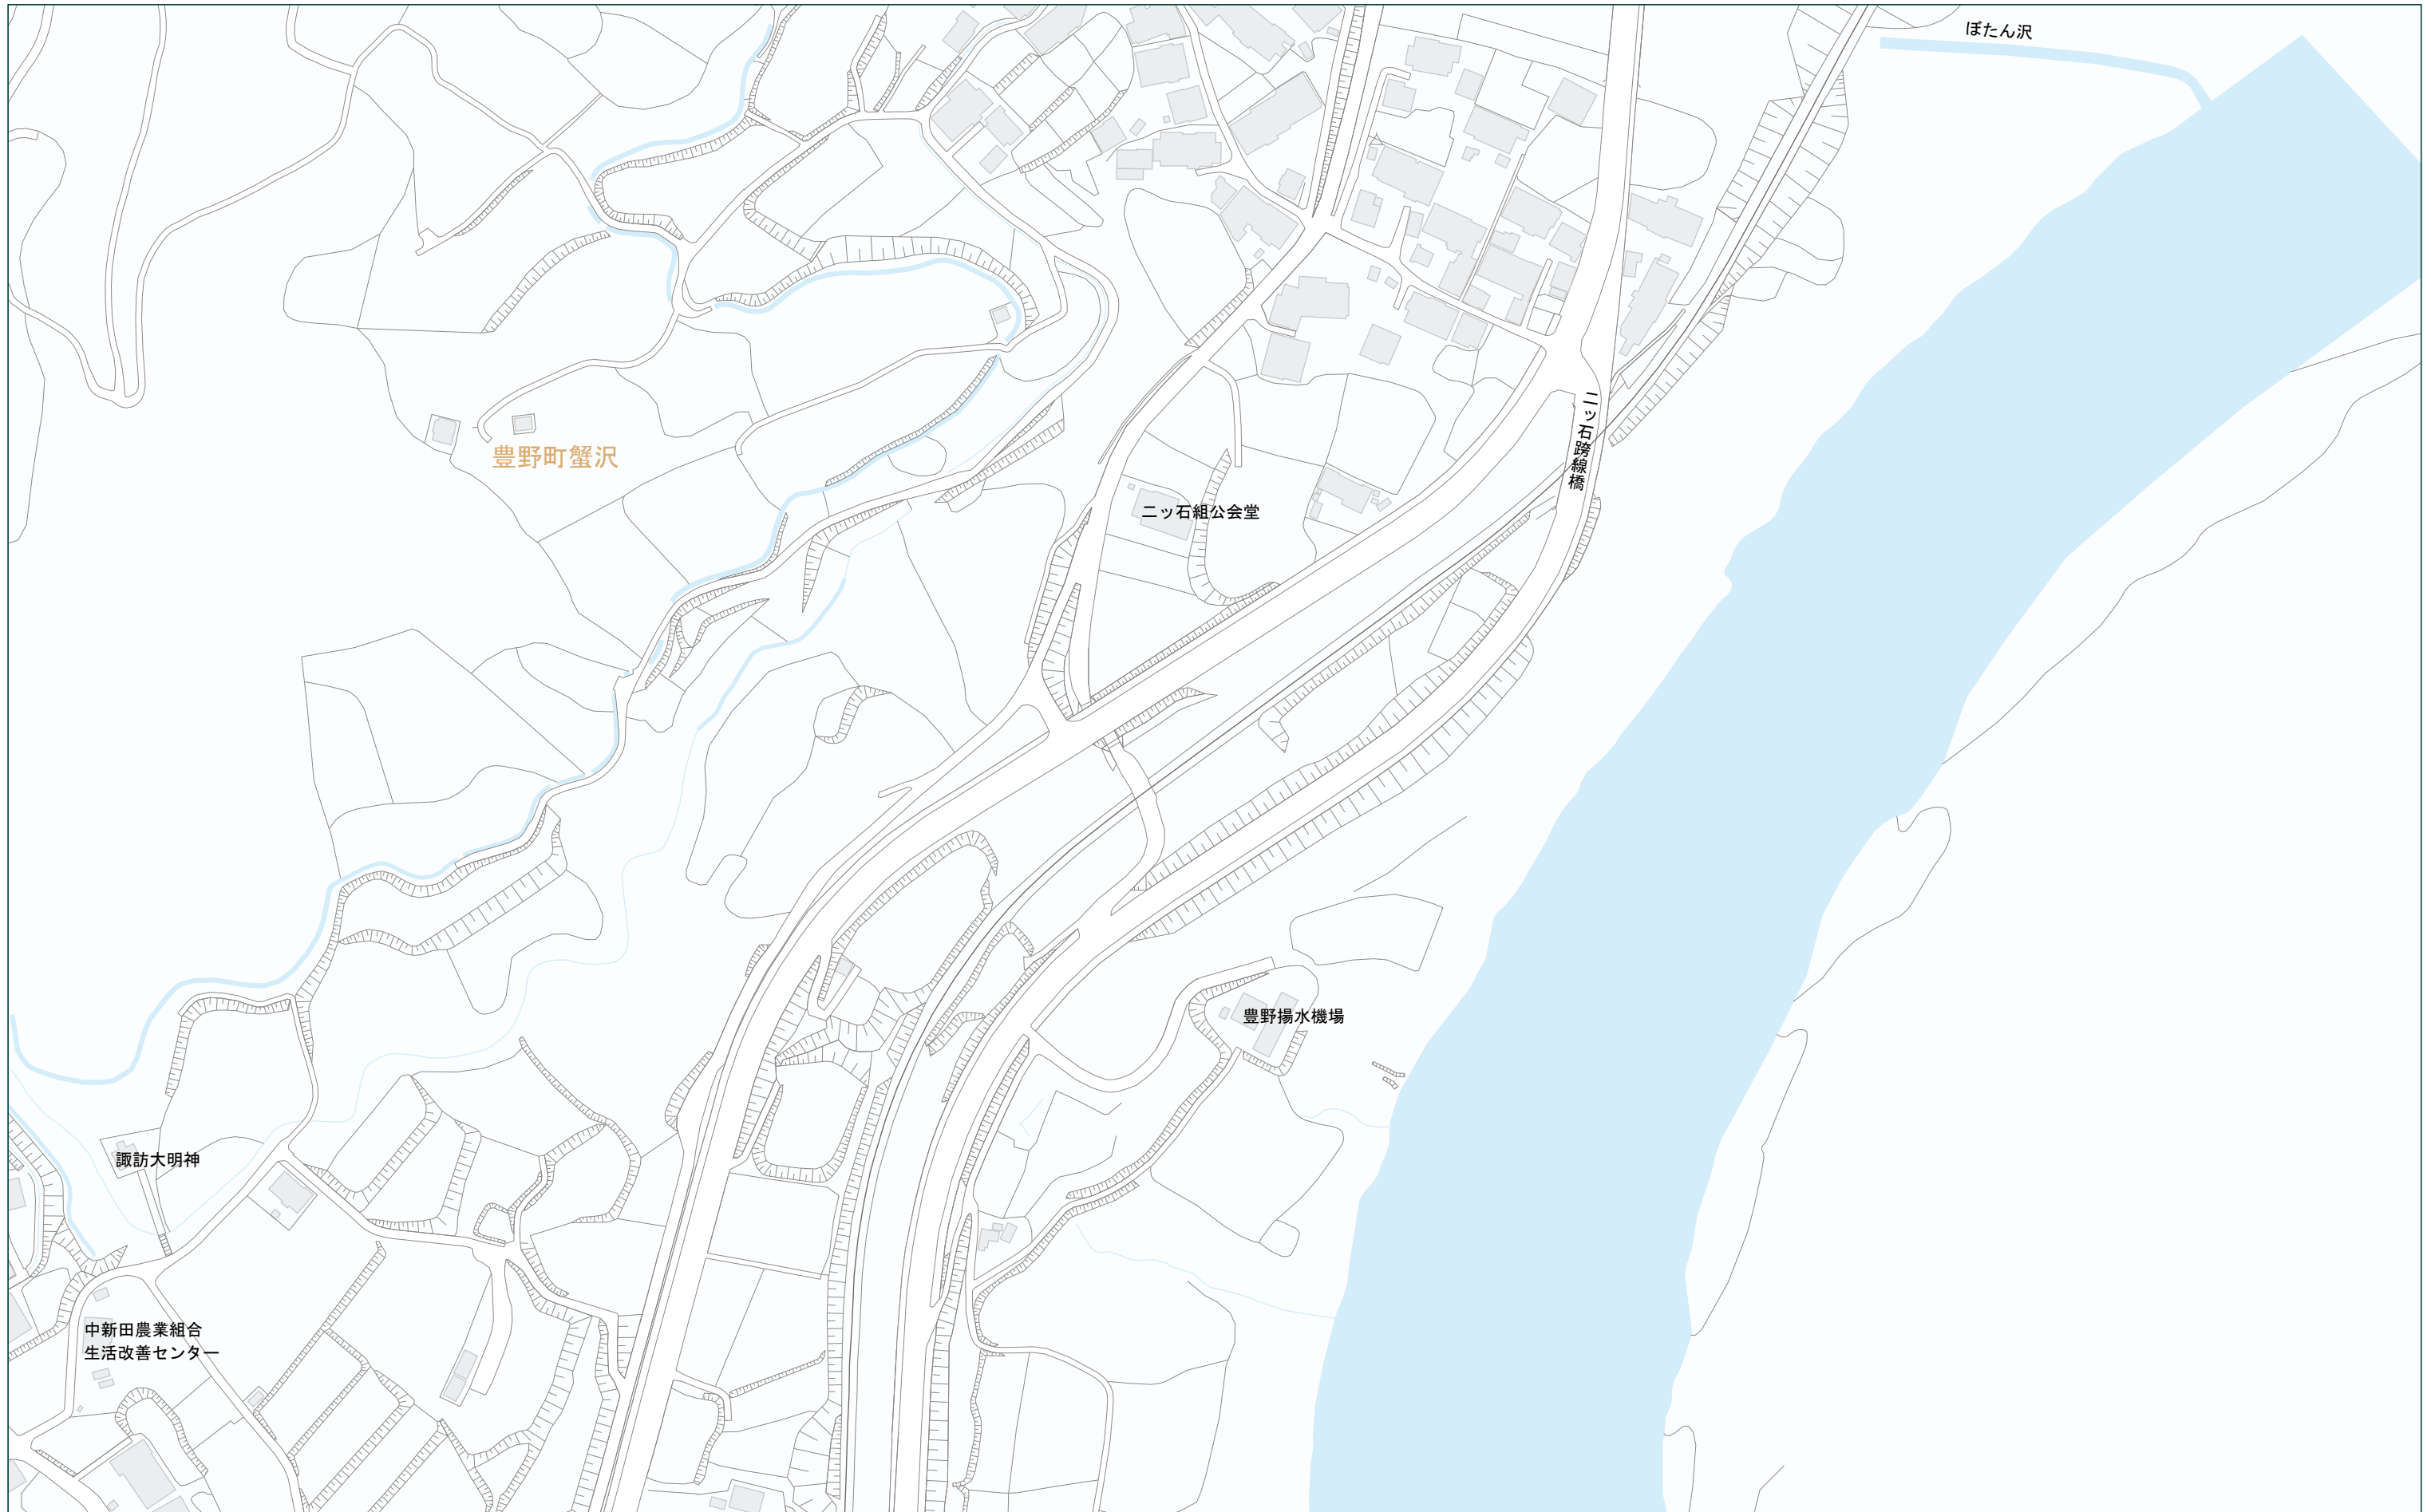 ぼたん沢
二ッ石跨線橋
豊野町蟹沢
二ッ石組公会堂
豊野揚水機場
諏訪大明神
中新田農業組合
生活改善センター